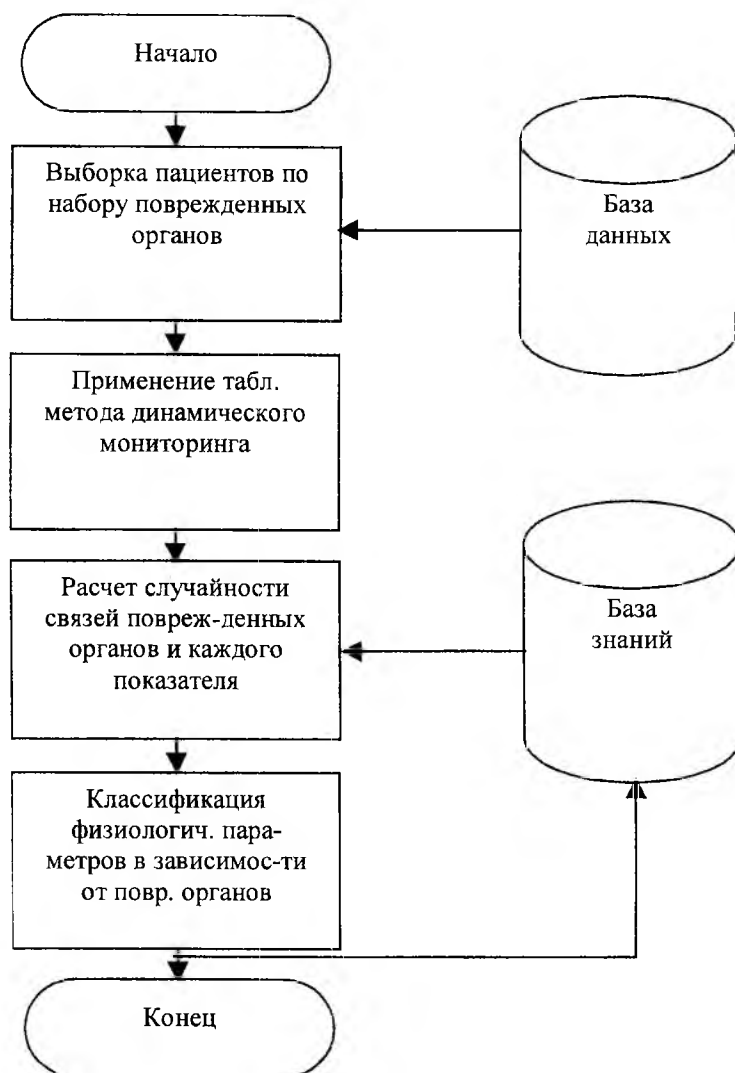 Начало
Выборка пациентов по
набору поврежденных
органов
База
данных
Применение табл.
метода динамического
мониторинга
Расчет случайности
связей повреж-денных
органов и каждого
показателя
База
знаний
Классификация
физиологич. пара-
метров в зависимос-ти
от повр. органов
Конец